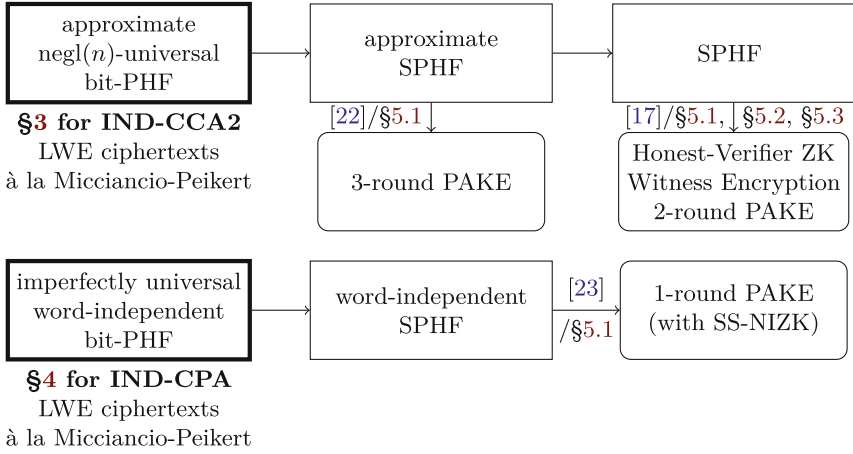 approximate
negl(n)-universal
bit-PHF
§3 for IND-CCA2
LWE ciphertexts
à la Micciancio-Peikert
approximate
SPHF
[22]/§5.1
3-round PAKE
SPHF
[17]/§5.1, §5.2, §5.3
Honest-Verifier ZK
Witness Encryption
2-round PAKE
imperfectly universal
word-independent
bit-PHF
§4 for IND-CPA
LWE ciphertexts
à la Micciancio-Peikert
word-independent
SPHF
[23]
/§5.1
1-round PAKE
(with SS-NIZK)